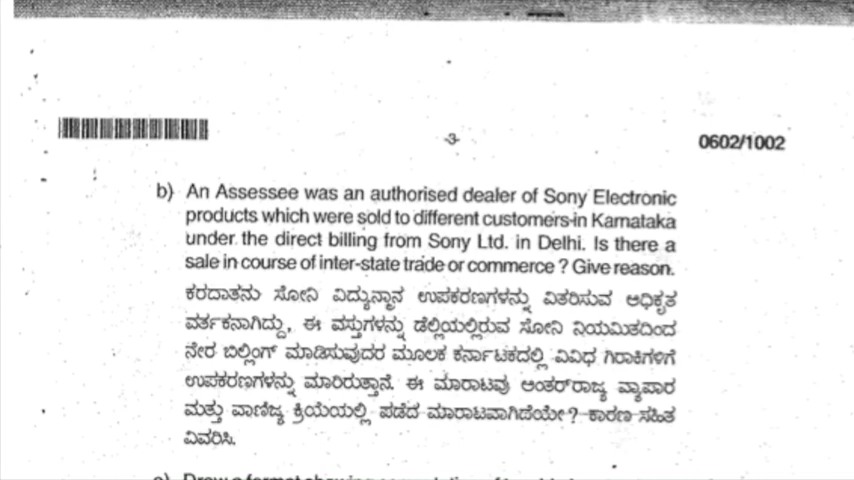 -3-
0602/1002
b) An Assessee was an authorised dealer of Sony Electronic
products which were sold to different customers in Karnataka
under the direct billing from Sony Ltd. in Delhi. Is there a
sale in course of inter-state trade or commerce ? Give reason.
ಕರದಾತನು ಸೋನಿ ವಿದ್ಯುನ್ಮಾನ ಉಪಕರಣಗಳನ್ನು ವಿತರಿಸುವ ಅಧಿಕೃತ
ವರ್ತಕನಾಗಿದ್ದು, ಈ ವಸ್ತುಗಳನ್ನು ಡೆಲ್ಲಿಯಲ್ಲಿರುವ ಸೋನಿ ನಿಯಮಿತದಿಂದ
ನೇರ ಬಿಲ್ಲಿಂಗ್ ಮಾಡಿಸುವುದರ ಮೂಲಕ ಕರ್ನಾಟಕದಲ್ಲಿ ವಿವಿಧ ಗಿರಾಕಿಗಳಿಗೆ
ಉಪಕರಣಗಳನ್ನು ಮಾರಿರುತ್ತಾನೆ. ಈ ಮಾರಾಟವು ಅಂತರ್‌ರಾಜ್ಯ ವ್ಯಾಪಾರ
ಮತ್ತು ವಾಣಿಜ್ಯ ಕ್ರಿಯೆಯಲ್ಲಿ ಪಡೆದ ಮಾರಾಟವಾಗಿದೆಯೇ? ಕಾರಣ ಸಹಿತ
ವಿವರಿಸಿ.